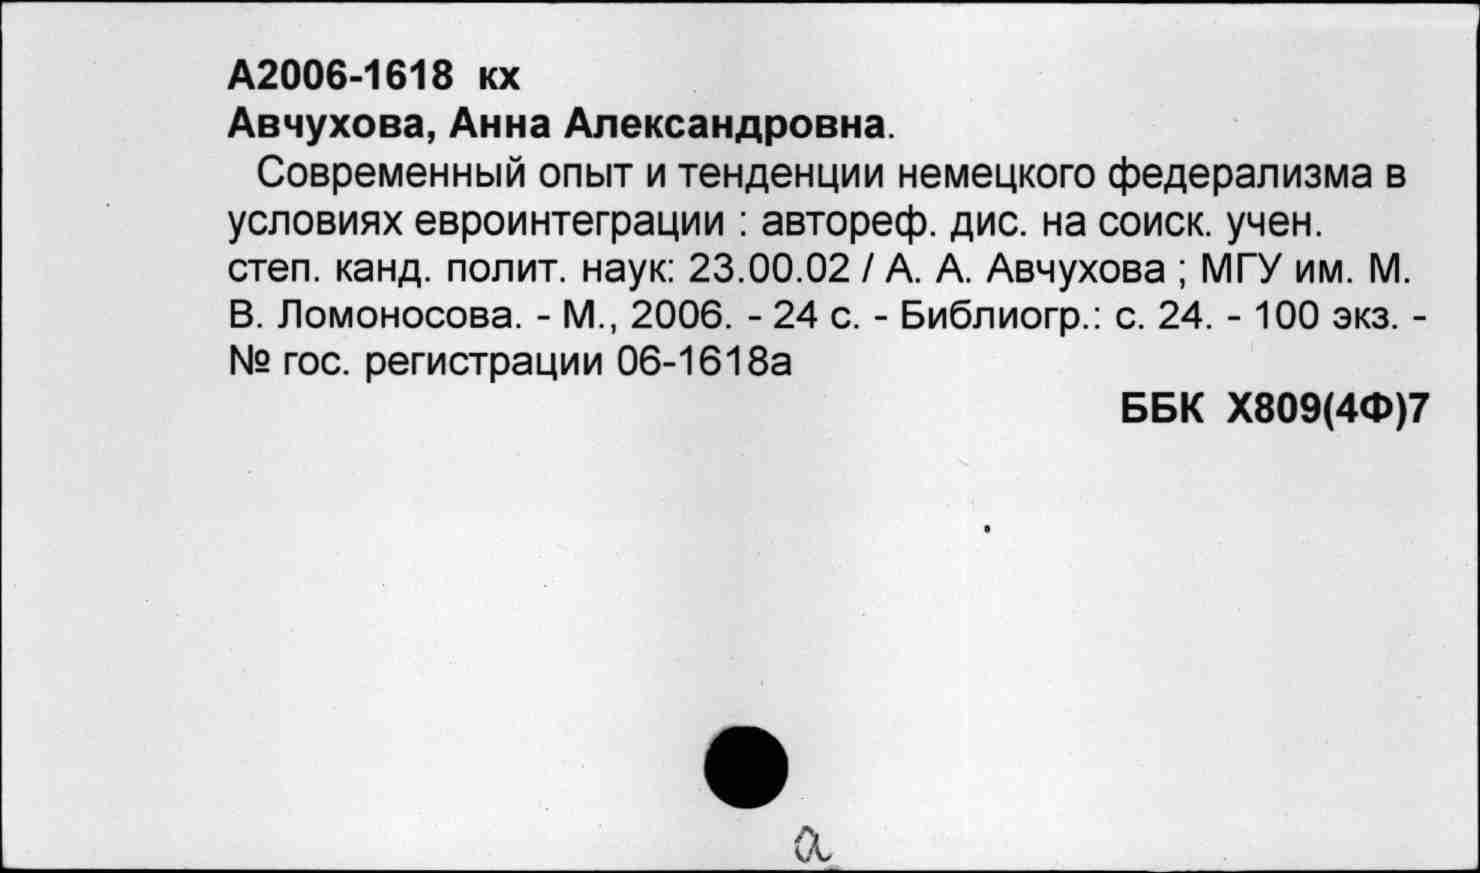 А2006-1618 кх
Авчухова, Анна Александровна.
Современный опыт и тенденции немецкого федерализма в
условиях евроинтеграции : автореф. дис. на соиск. учен.
степ. канд. полит. наук: 23.00.02 / А. А. Авчухова ; МГУ им. М.
В. Ломоносова. - М., 2006. - 24 с. - Библиогр.: с. 24. - 100 экз. -
№ гос. регистрации 06-1618а
ББК Х809(4Ф)7
а